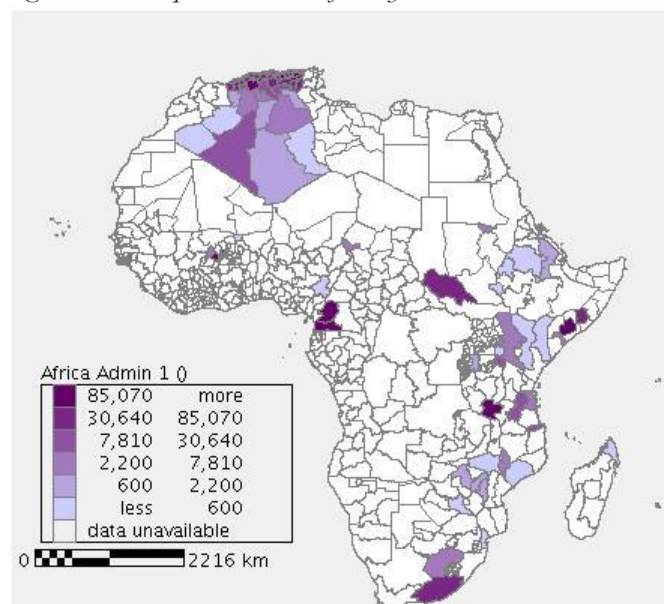 Africa Admin 1 ()
85,070 more
30,640 85,070
7,810 30,640
2,200 7,810
600 2,200
less 600
data unavailable
0 2216 km